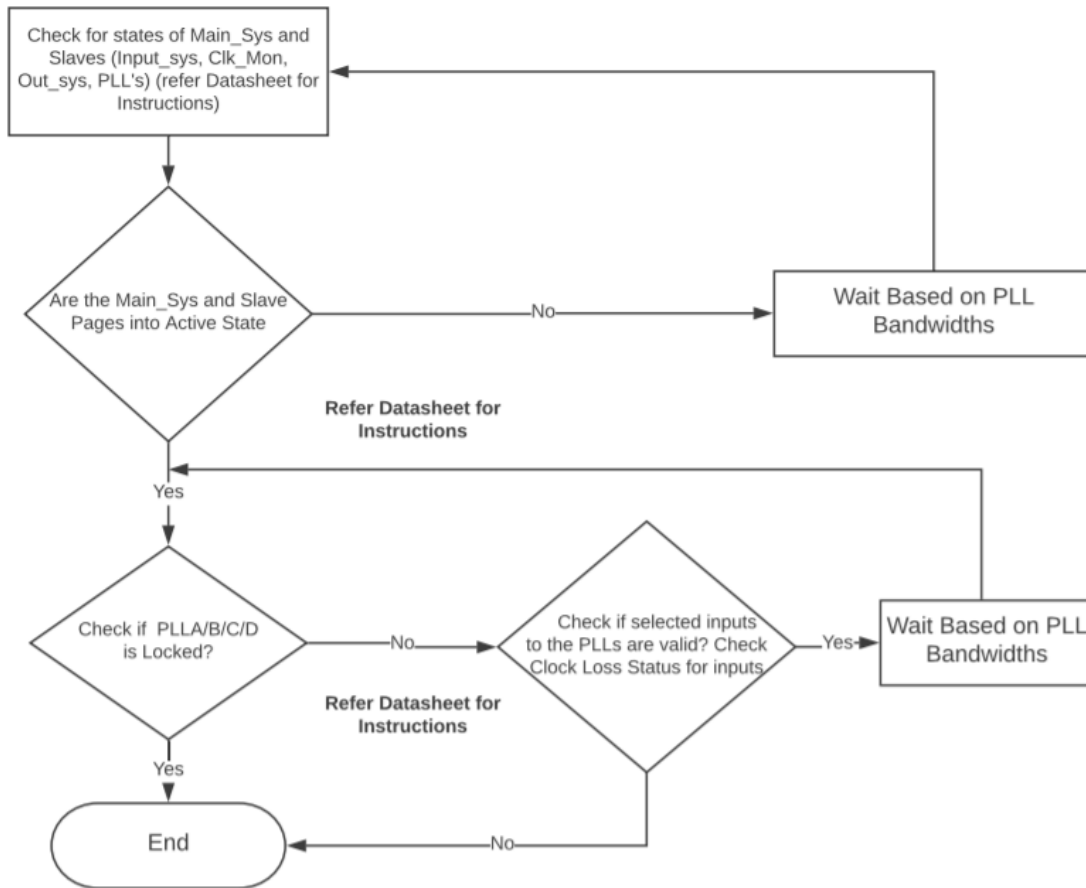 Check for states of Main_Sys and
Slaves (Input_sys, Clk_Mon,
Out_sys, PLL's) (refer Datasheet for
Instructions)
Are the Main_Sys and Slave
Pages into Active State
No
Wait Based on PLL
Bandwidths
Refer Datasheet for
Instructions
Yes
Check if PLLA/B/C/D
is Locked?
No
Check if selected inputs
to the PLLs are valid? Check
Clock Loss Status for inputs
Yes
Wait Based on PLL
Bandwidths
Refer Datasheet for
Instructions
Yes
End
No